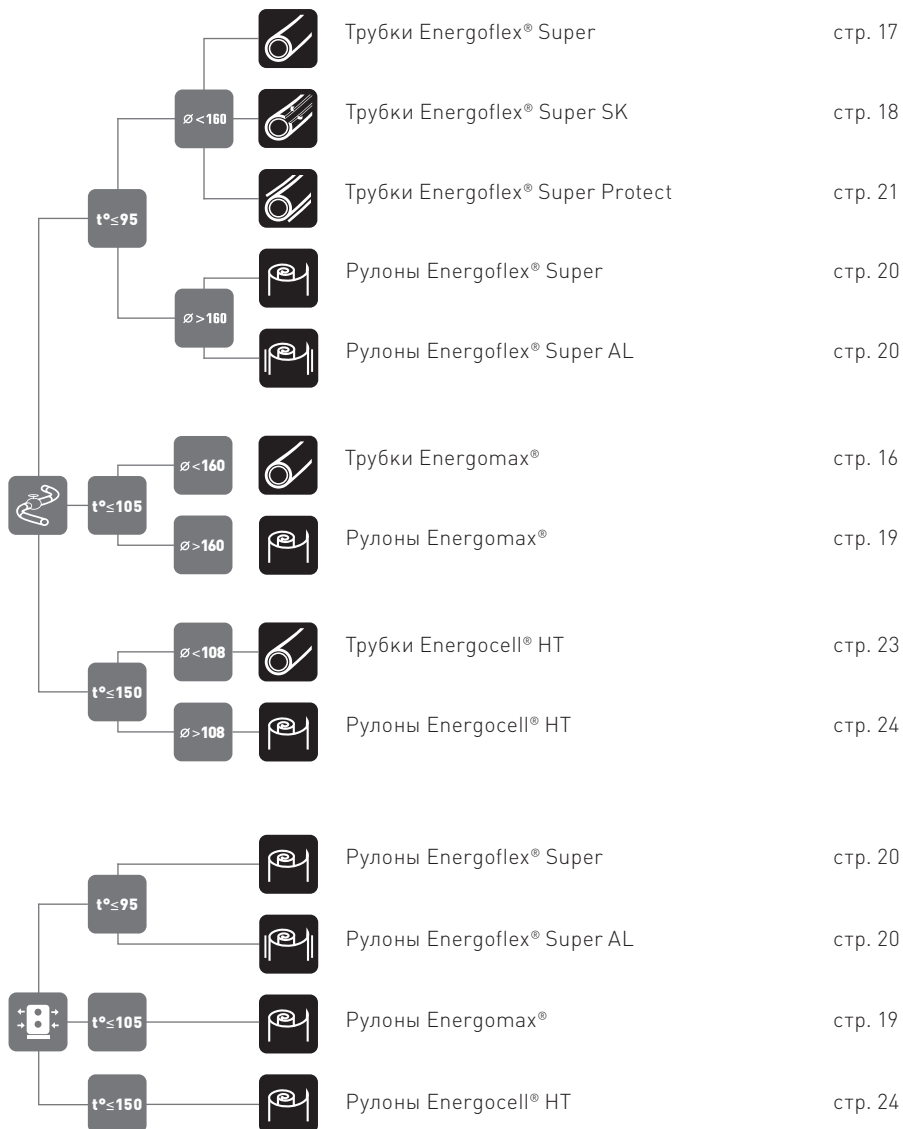 Трубки Energoflex® Super стр. 17
ø<160 Трубки Energoflex® Super SK стр. 18
Трубки Energoflex® Super Protect стр. 21
t°≤95
Рулоны Energoflex® Super стр. 20
ø>160
Рулоны Energoflex® Super AL стр. 20
ø<160 Трубки Energomax® стр. 16
t°≤105
ø>160 Рулоны Energomax® стр. 19
ø<108 Трубки Energocell® HT стр. 23
t°≤150
ø>108 Рулоны Energocell® HT стр. 24
Рулоны Energoflex® Super стр. 20
t°≤95
Рулоны Energoflex® Super AL стр. 20
t°≤105 Рулоны Energomax® стр. 19
t°≤150 Рулоны Energocell® HT стр. 24